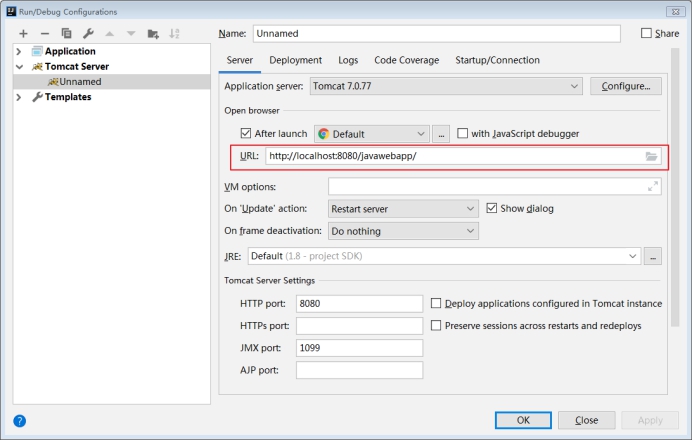 Run/Debug Configurations
Name: Unnamed
Share
Application
Tomcat Server
Unnamed
Templates
Server Deployment Logs Code Coverage Startup/Connection
Application server: Tomcat 7.0.77 Configure...
Open browser
After launch Default ... with JavaScript debugger
URL: http://localhost:8080/javawebapp/
VM options:
On 'Update' action: Restart server Show dialog
On frame deactivation: Do nothing
JRE: Default (1.8 - project SDK) ...
Tomcat Server Settings
HTTP port: 8080 Deploy applications configured in Tomcat instance
HTTPs port: Preserve sessions across restarts and redeploys
JMX port: 1099
AJP port:
? OK Close Apply